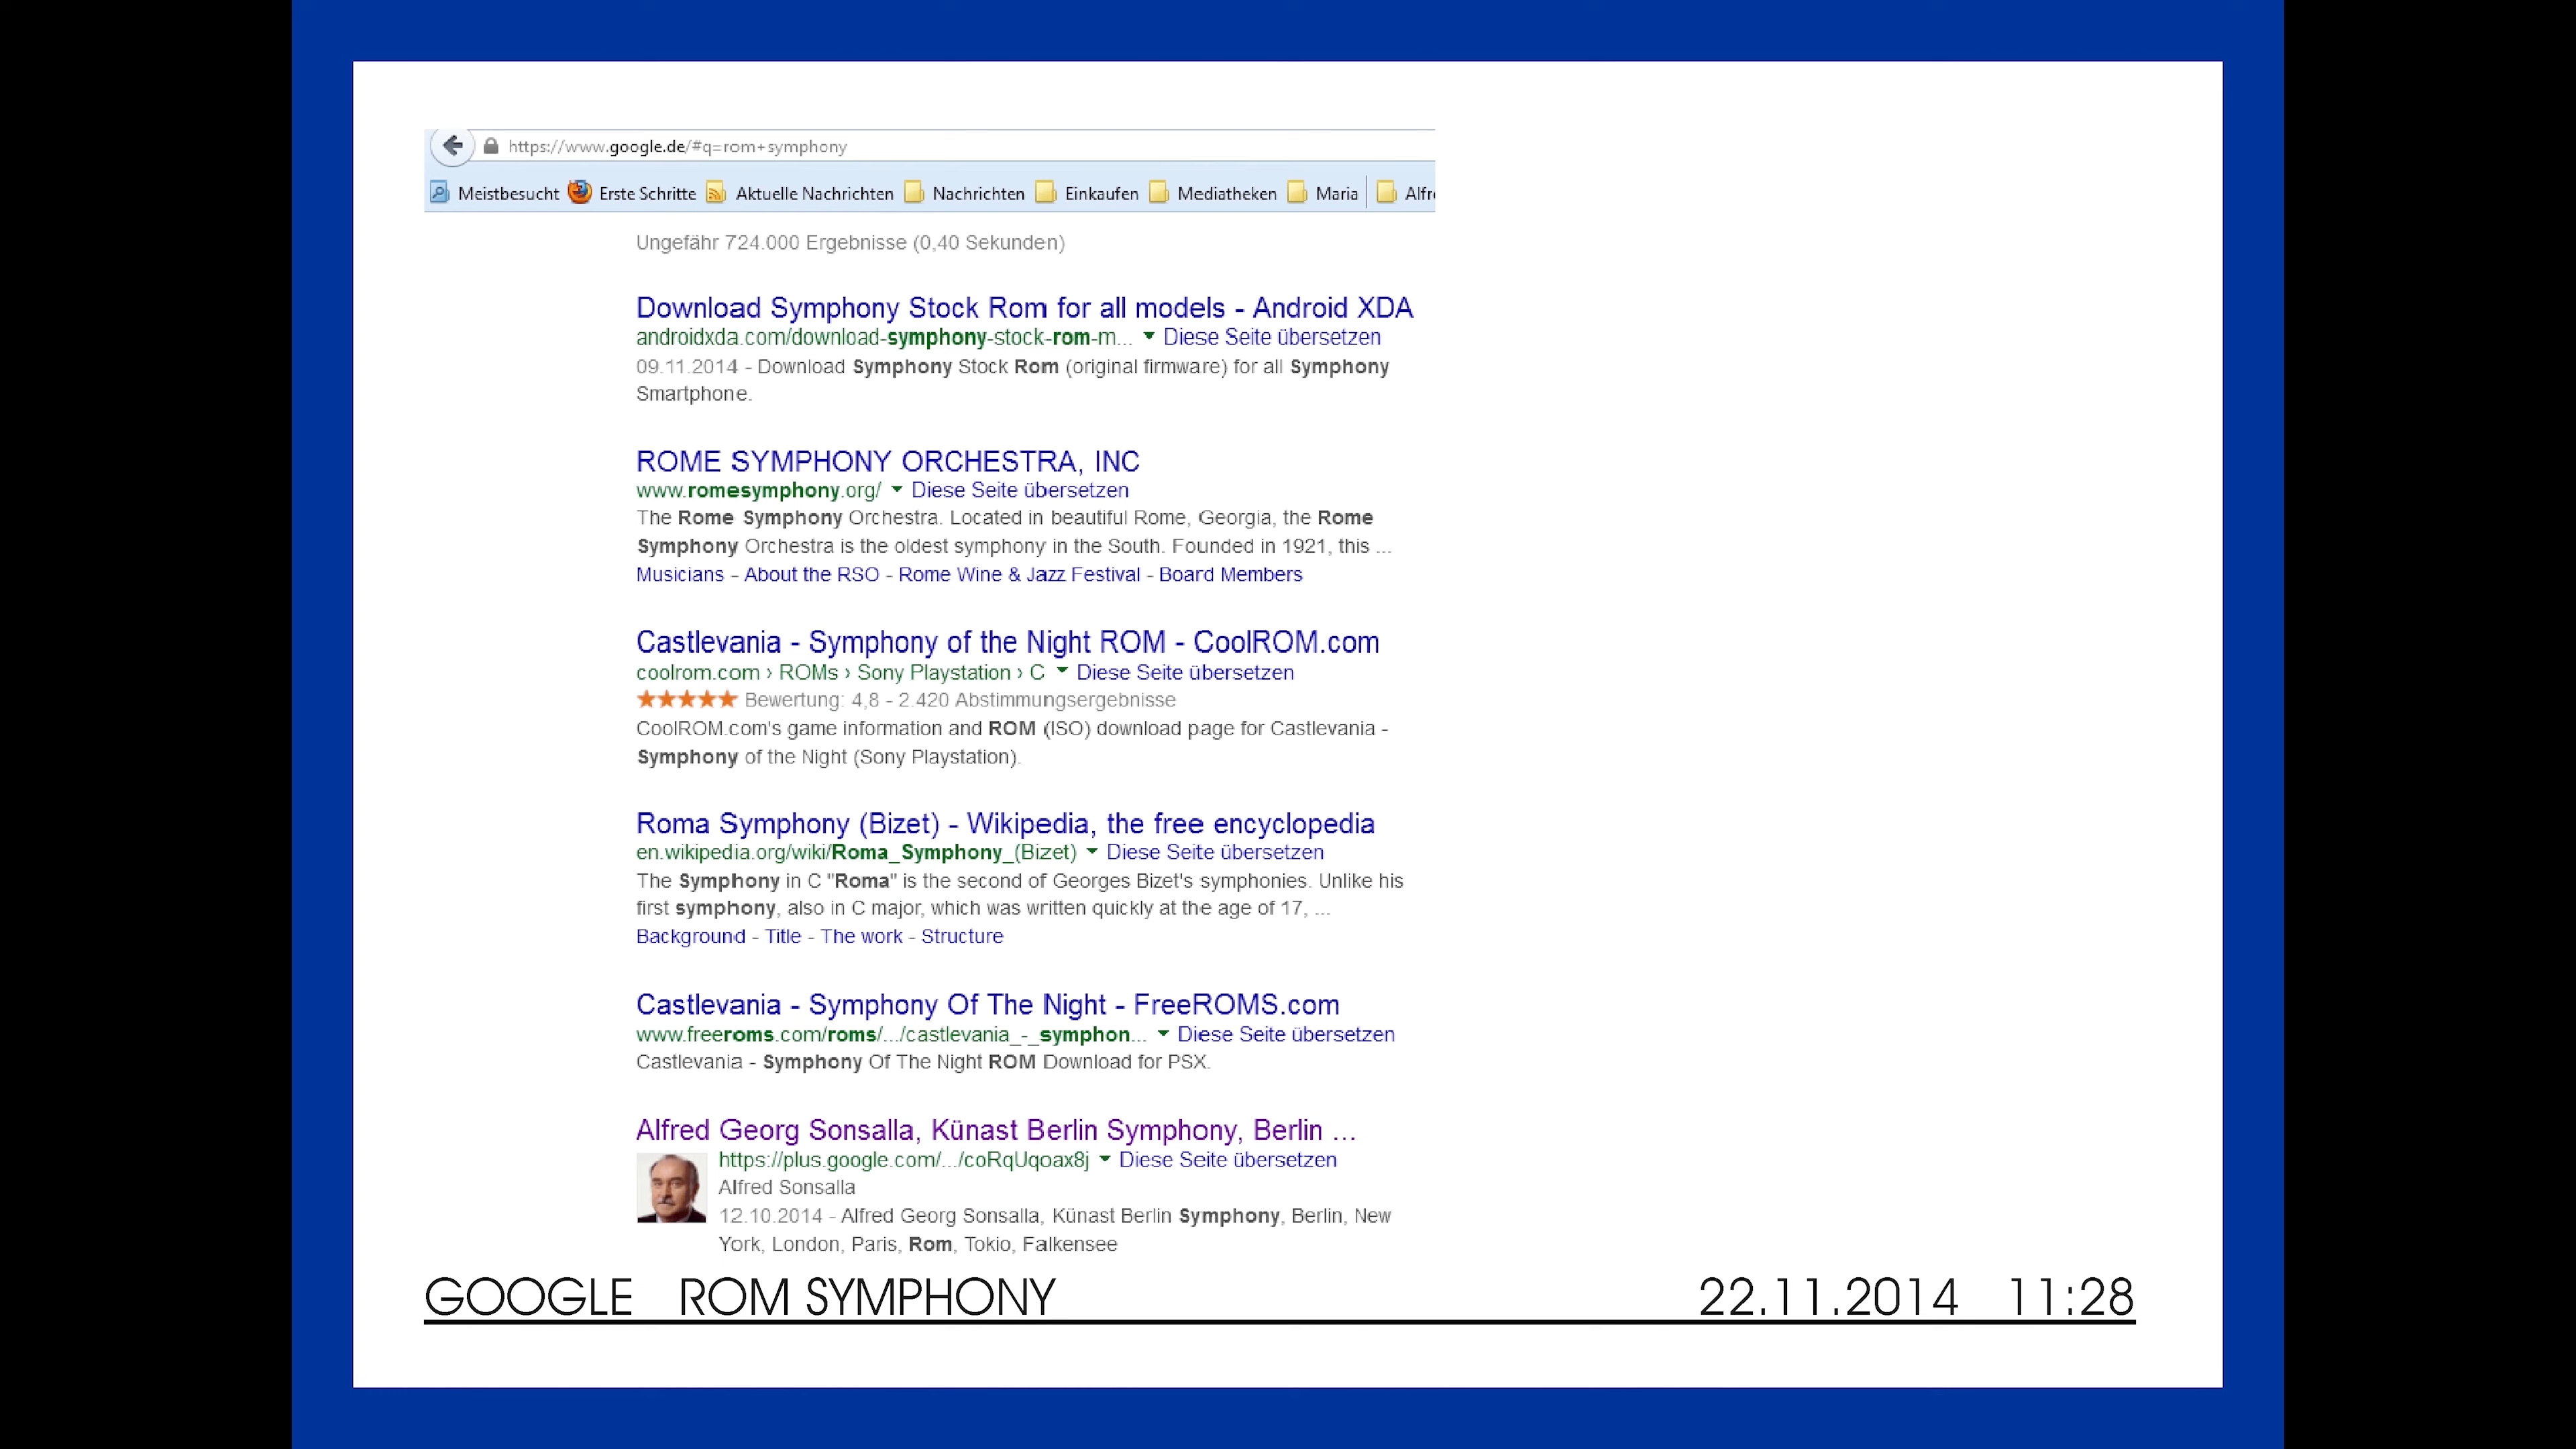 https://www.google.de/#q=rom+symphony
Meistbesucht Erste Schritte Aktuelle Nachrichten Nachrichten Einkaufen Mediatheken Maria Alfr
Ungefähr 724.000 Ergebnisse (0,40 Sekunden)
Download Symphony Stock Rom for all models - Android XDA
androidxda.com/download-symphony-stock-rom-m... Diese Seite übersetzen
09.11.2014 - Download Symphony Stock Rom (original firmware) for all Symphony
Smartphone.
ROME SYMPHONY ORCHESTRA, INC
www.romesymphony.org/ Diese Seite übersetzen
The Rome Symphony Orchestra. Located in beautiful Rome, Georgia, the Rome
Symphony Orchestra is the oldest symphony in the South. Founded in 1921, this ...
Musicians - About the RSO - Rome Wine & Jazz Festival - Board Members
Castlevania - Symphony of the Night ROM - CoolROM.com
coolrom.com › ROMs › Sony Playstation › C Diese Seite übersetzen
Bewertung: 4,8 - 2.420 Abstimmungsergebnisse
CoolROM.com's game information and ROM (ISO) download page for Castlevania -
Symphony of the Night (Sony Playstation).
Roma Symphony (Bizet) - Wikipedia, the free encyclopedia
en.wikipedia.org/wiki/Roma_Symphony_(Bizet) Diese Seite übersetzen
The Symphony in C "Roma" is the second of Georges Bizet's symphonies. Unlike his
first symphony, also in C major, which was written quickly at the age of 17, ...
Background - Title - The work - Structure
Castlevania - Symphony Of The Night - FreeROMS.com
www.freeroms.com/roms/.../castlevania_-_symphon... Diese Seite übersetzen
Castlevania - Symphony Of The Night ROM Download for PSX.
Alfred Georg Sonsalla, Künast Berlin Symphony, Berlin ...
https://plus.google.com/.../coRqUqoax8j Diese Seite übersetzen
Alfred Sonsalla
12.10.2014 - Alfred Georg Sonsalla, Künast Berlin Symphony, Berlin, New
York, London, Paris, Rom, Tokio, Falkensee
GOOGLE ROM SYMPHONY 22.11.2014 11:28